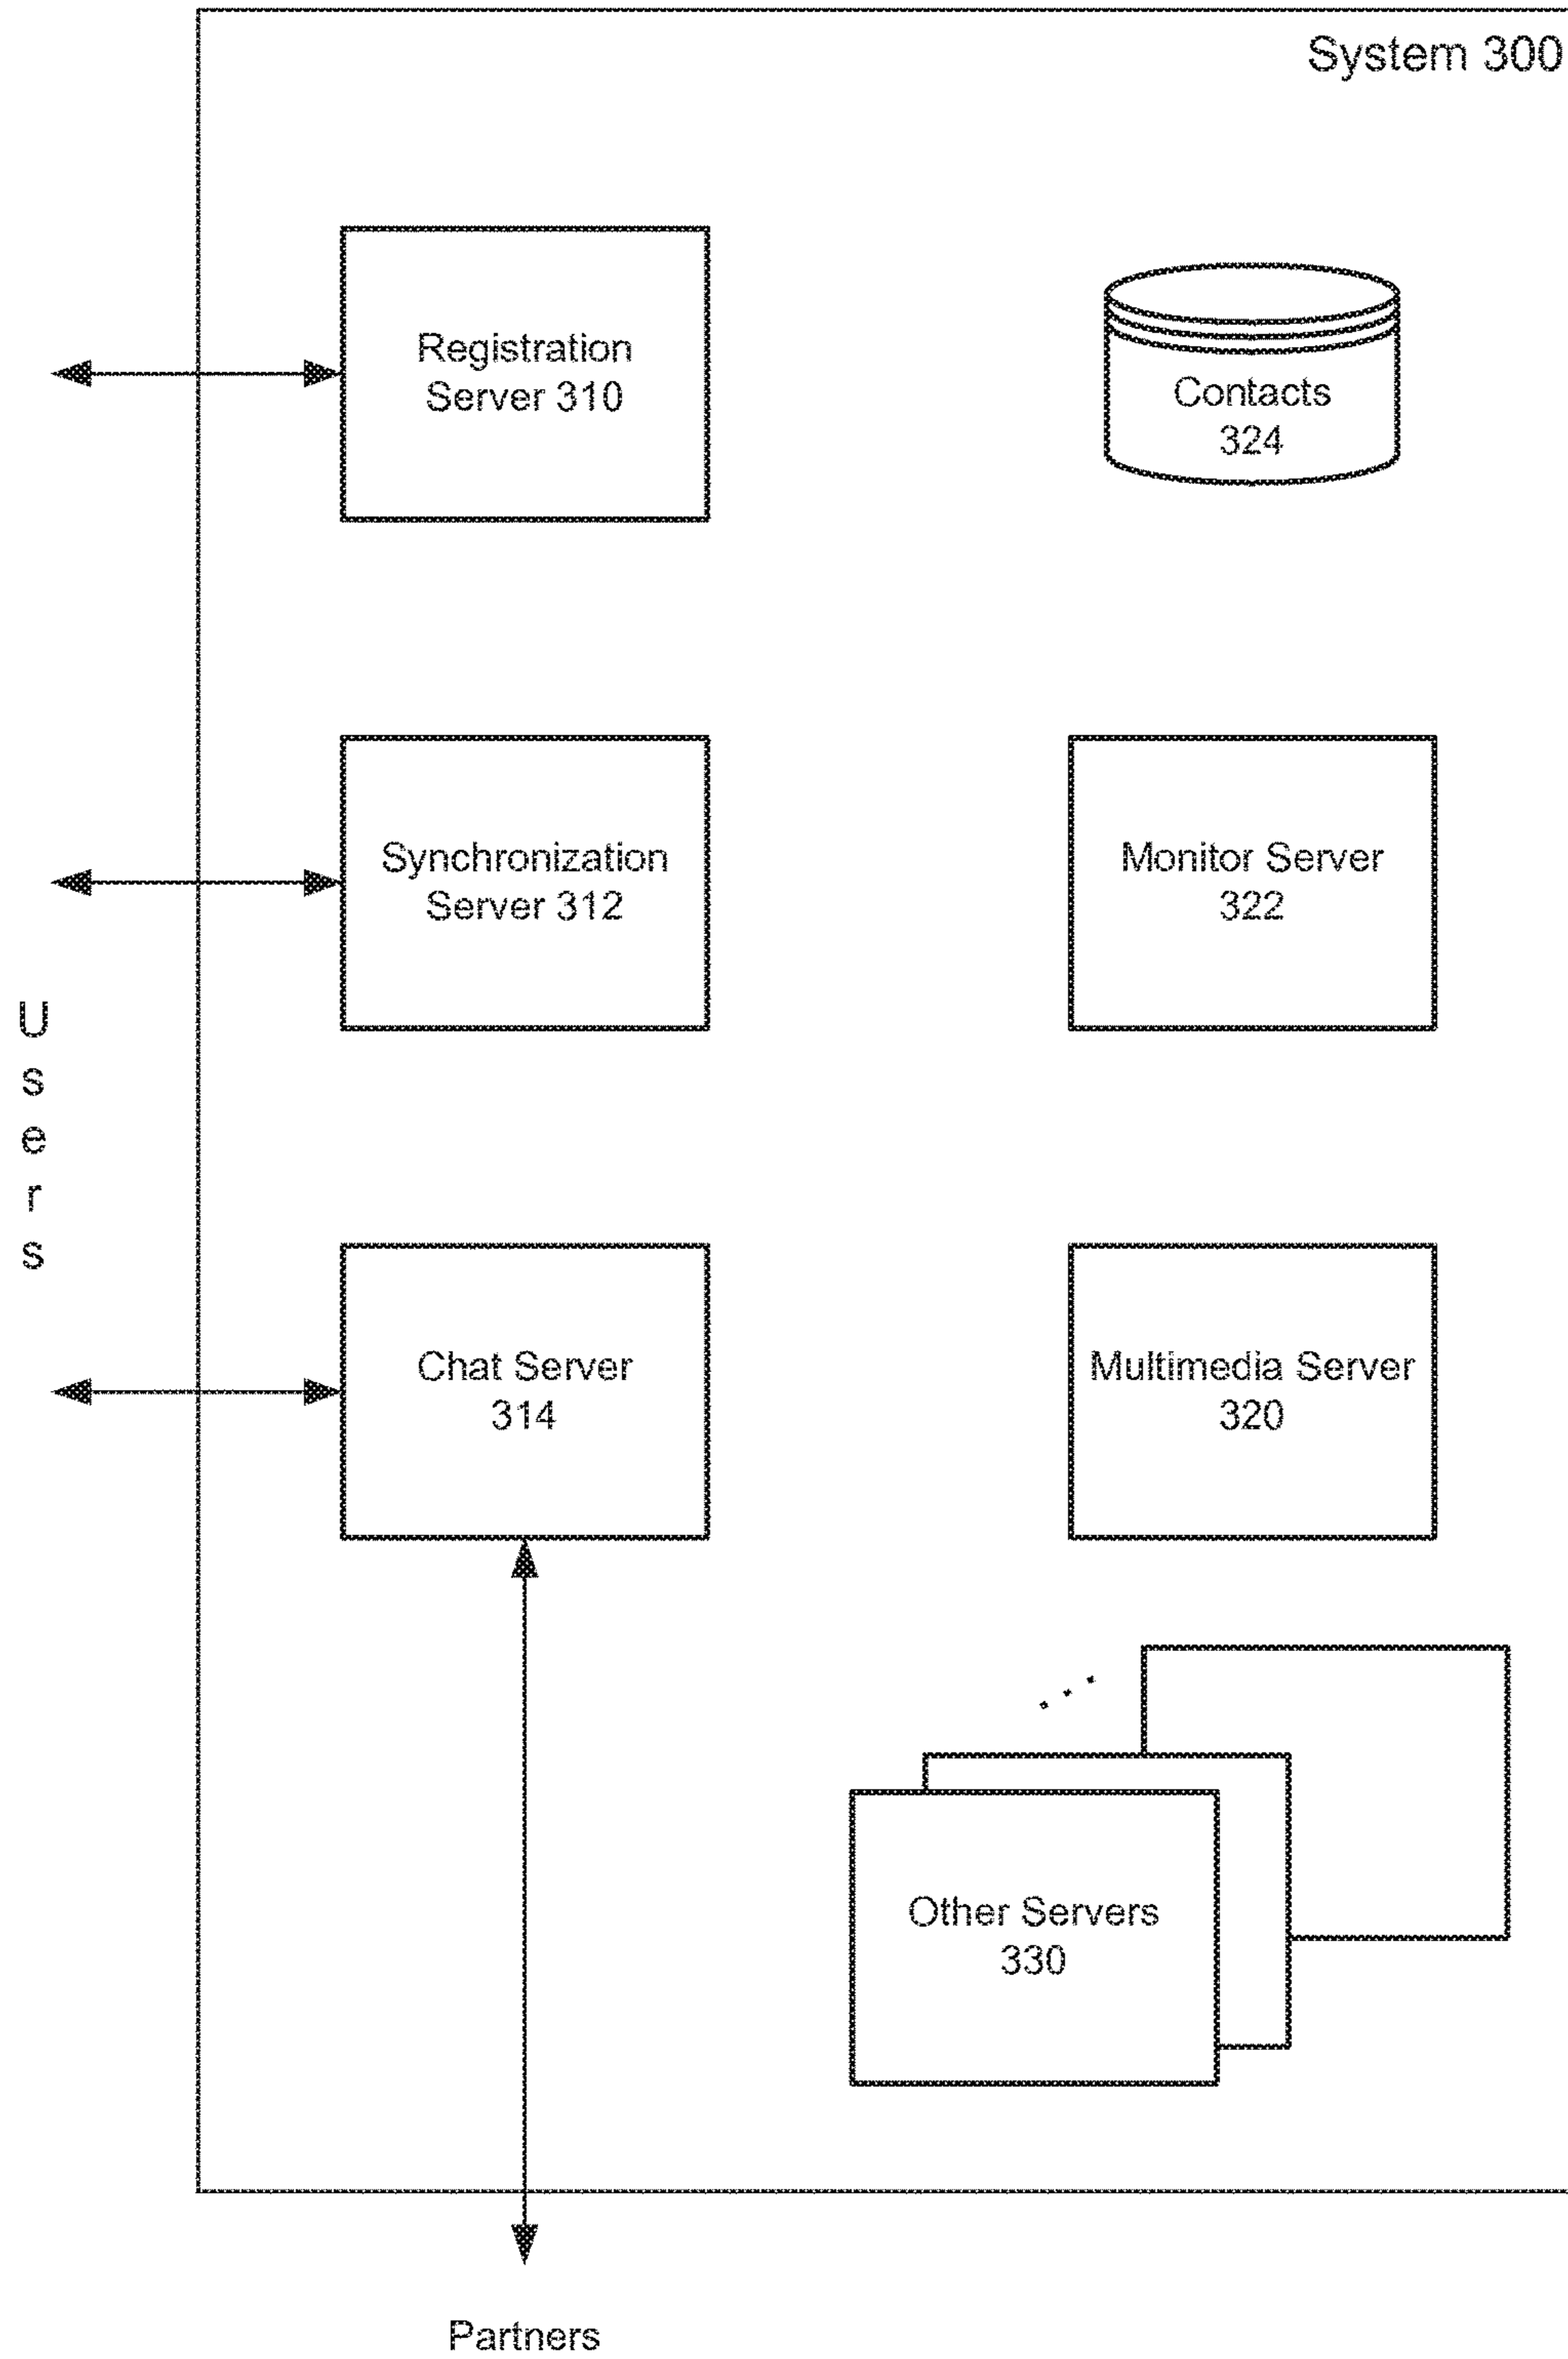 System 300
Registration
Server 310
Contacts
324
Synchronization
Server 312
Monitor Server
322
Users
Chat Server
314
Multimedia Server
320
Other Servers
330
Partners